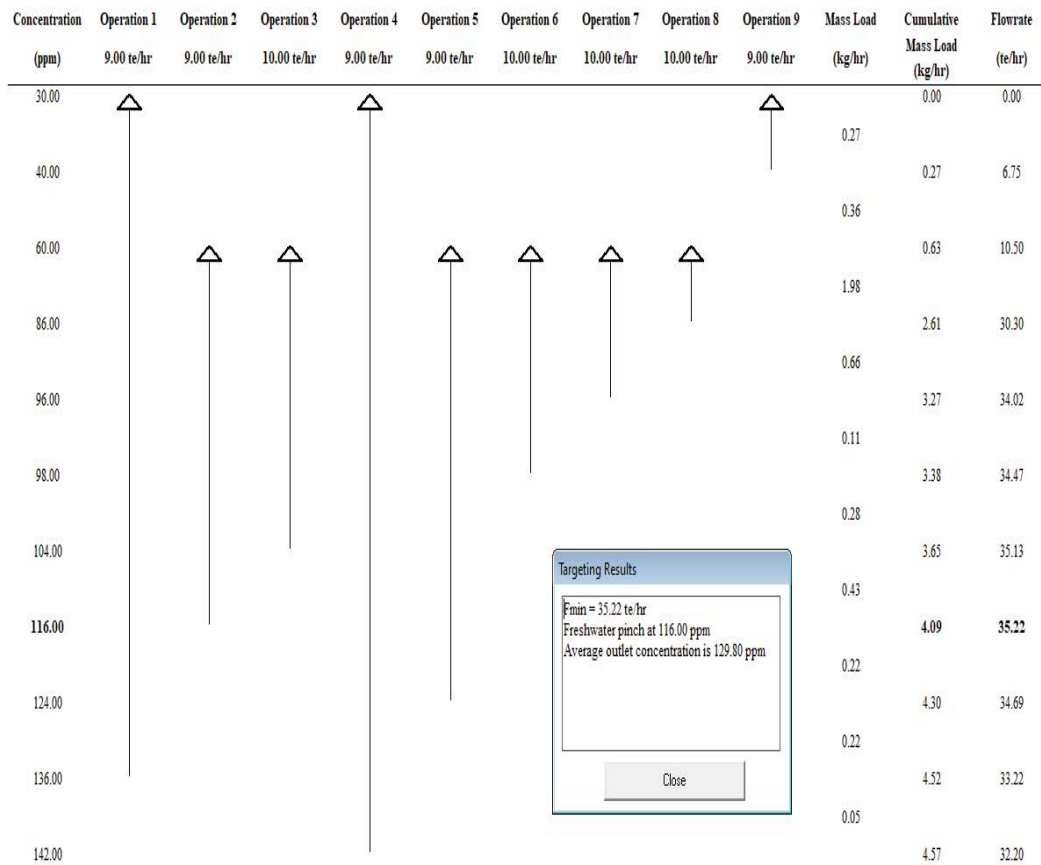 Concentration Operation 1 Operation 2 Operation 3 Operation 4 Operation 5 Operation 6 Operation 7 Operation 8 Operation 9 Mass Load Cumulative Flowrate
(ppm) 9.00 te/hr 9.00 te/hr 10.00 te/hr 9.00 te/hr 9.00 te/hr 10.00 te/hr 10.00 te/hr 10.00 te/hr 9.00 te/hr (kg/hr) Mass Load (te/hr)
(kg/hr)
30.00 0.00 0.00
0.27
40.00 0.27 6.75
0.36
60.00 0.63 10.50
1.98
86.00 2.61 30.30
0.66
96.00 3.27 34.02
0.11
98.00 3.38 34.47
0.28
104.00 3.65 35.13
Targeting Results
0.43
Fmin = 35.22 te/hr
116.00 4.09 35.22
Freshwater pinch at 116.00 ppm
Average outlet concentration is 129.80 ppm
0.22
124.00 4.30 34.69
0.22
136.00 4.52 33.22
Close
0.05
142.00 4.57 32.20